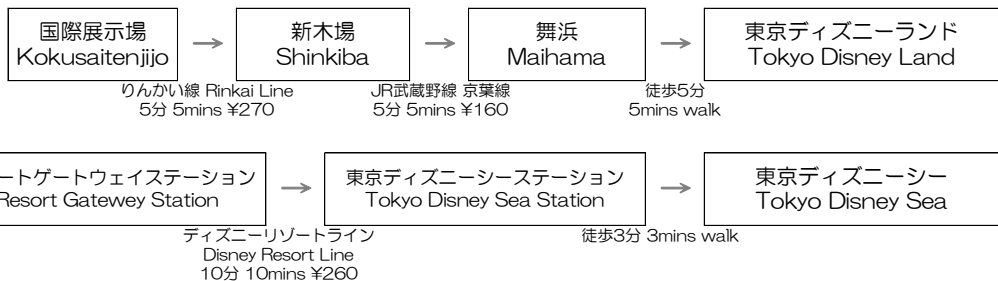 国際展示場
Kokusaitenjijo
新木場
Shinkiba
舞浜
Maihama
東京ディズニーランド
Tokyo Disney Land
りんかい線 Rinkai Line
5分 5mins ¥270
JR武蔵野線 京葉線
5分 5mins ¥160
徒歩5分
5mins walk
ートゲートウェイステーション
Resort Gatewey Station
東京ディズニーシーステーション
Tokyo Disney Sea Station
東京ディズニーシー
Tokyo Disney Sea
ディズニーリゾートライン
Disney Resort Line
10分 10mins ¥260
徒歩3分 3mins walk